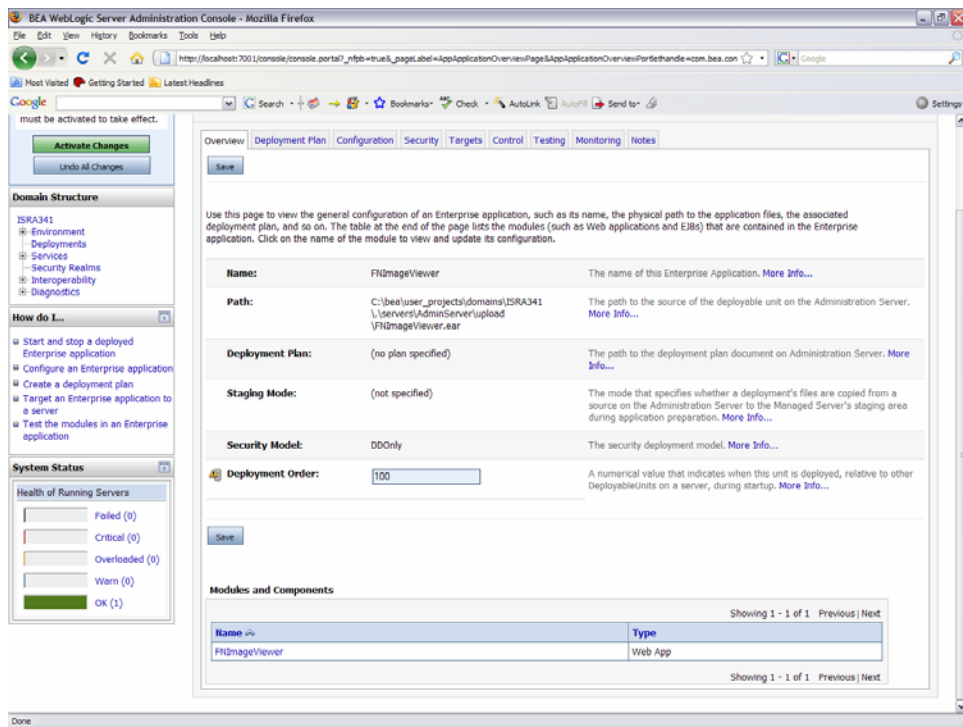 BEA WebLogic Server Administration Console - Mozilla Firefox
File Edit View History Bookmarks Tools Help
http://localhost:7001/console/console.portal?_nfpb=true&_pageLabel=AppApplicationOverviewPage&AppApplicationOverviewPortlethandle=com.bea.con
Google
Most Visited Getting Started Latest Headlines
Google Search Bookmarks Check AutoLink AutoFill Send to Settings
must be activated to take effect.
Activate Changes
Undo All Changes
Domain Structure
ISRA341
Environment
Deployments
Services
Security Realms
Interoperability
Diagnostics
How do I...
Start and stop a deployed
Enterprise application
Configure an Enterprise application
Create a deployment plan
Target an Enterprise application to
a server
Test the modules in an Enterprise
application
System Status
Health of Running Servers
Failed (0)
Critical (0)
Overloaded (0)
Warn (0)
OK (1)
Overview Deployment Plan Configuration Security Targets Control Testing Monitoring Notes
Save
Use this page to view the general configuration of an Enterprise application, such as its name, the physical path to the application files, the associated
deployment plan, and so on. The table at the end of the page lists the modules (such as Web applications and EJBs) that are contained in the Enterprise
application. Click on the name of the module to view and update its configuration.
Name: FNImageViewer The name of this Enterprise Application. More Info...
Path: C:\bea\user_projects\domains\ISRA341 The path to the source of the deployable unit on the Administration Server.
\.\servers\AdminServer\upload More Info...
\FNImageViewer.ear
Deployment Plan: (no plan specified) The path to the deployment plan document on Administration Server. More
Info...
Staging Mode: (not specified) The mode that specifies whether a deployment's files are copied from a
source on the Administration Server to the Managed Server's staging area
during application preparation. More Info...
Security Model: DDOnly The security deployment model. More Info...
Deployment Order: 100 A numerical value that indicates when this unit is deployed, relative to other
DeployableUnits on a server, during startup. More Info...
Save
Modules and Components
Showing 1 - 1 of 1 Previous | Next
Name Type
FNImageViewer Web App
Showing 1 - 1 of 1 Previous | Next
Done